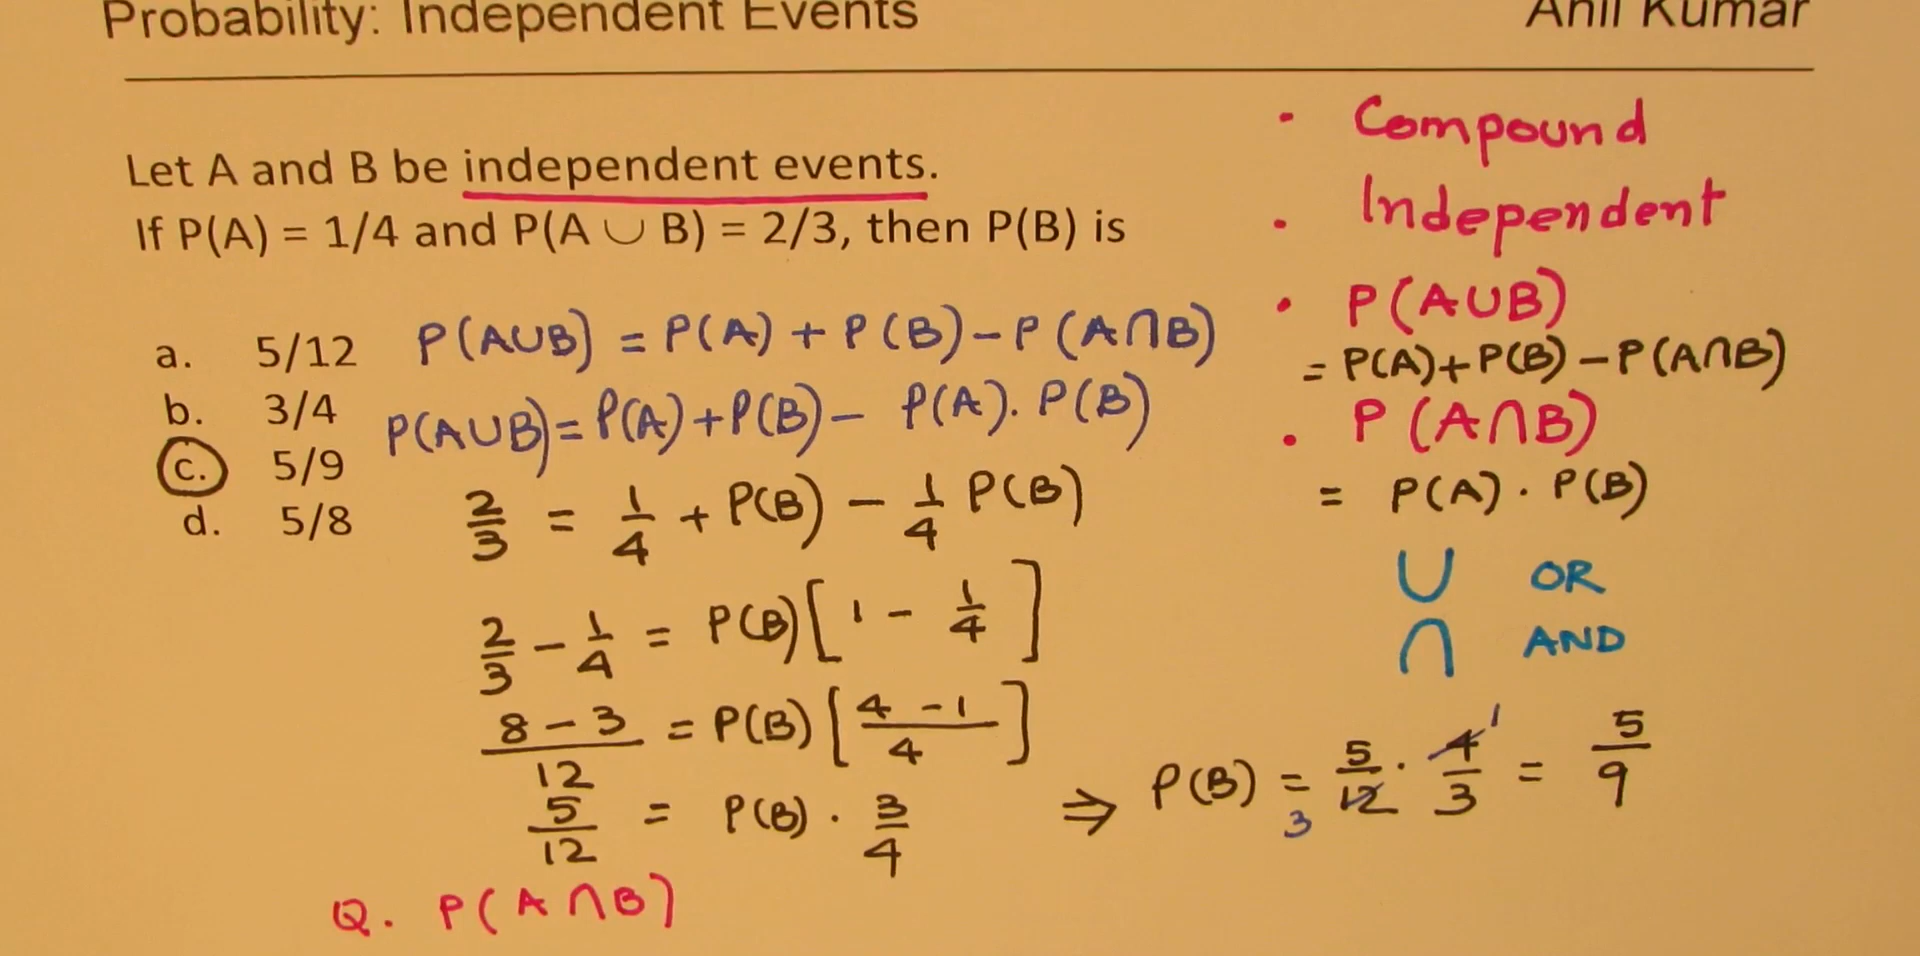 Probability: Independent Events Anil Kumar
Let A and B be independent events.
If P(A) = 1/4 and P(A ∪ B) = 2/3, then P(B) is
a. 5/12
b. 3/4
c. 5/9
d. 5/8
P(A∪B) = P(A) + P(B) - P(A∩B)
P(A∪B) = P(A) + P(B) - P(A). P(B)
2/3 = 1/4 + P(B) - 1/4 P(B)
2/3 - 1/4 = P(B) [1 - 1/4]
8 - 3/12 = P(B) [4 - 1/4]
5/12 = P(B) . 3/4
⇒ P(B) = 5/12 . 4/3 = 5/9
1
3
Q. P(A∩B)
• Compound
• Independent
• P(A∪B)
= P(A) + P(B) - P(A∩B)
• P(A∩B)
= P(A) . P(B)
∪ OR
∩ AND